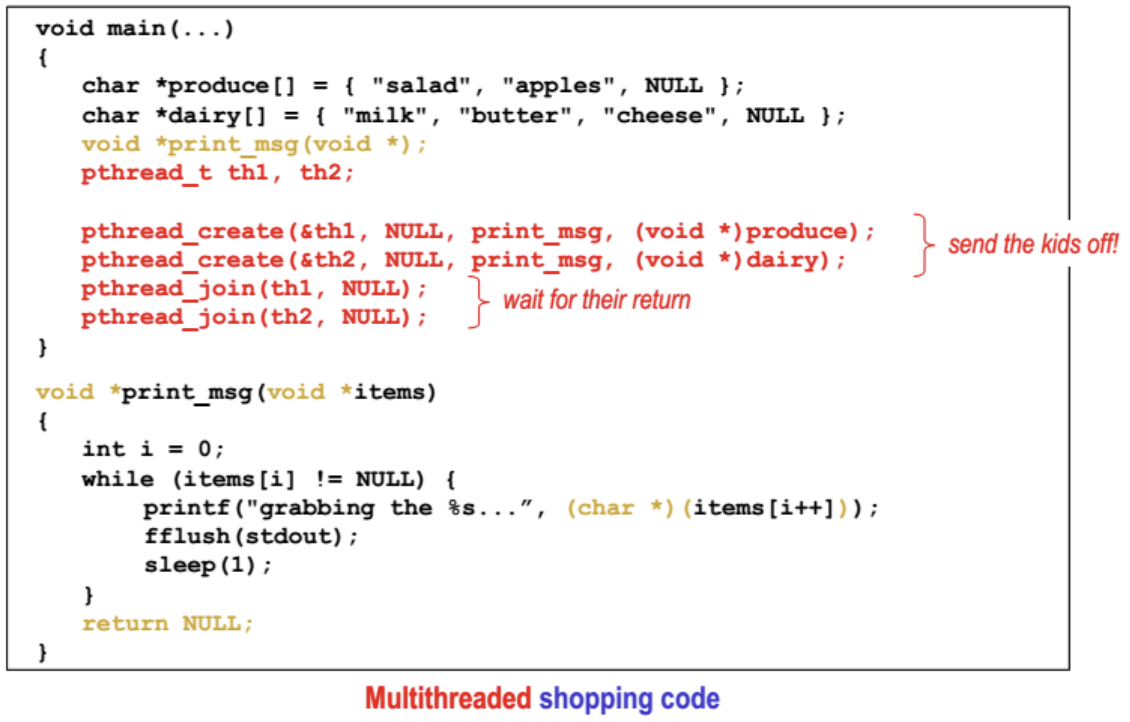 void main(...)
{
char *produce[] = { "salad", "apples", NULL };
char *dairy[] = { "milk", "butter", "cheese", NULL };
void *print_msg(void *);
pthread_t th1, th2;
pthread_create(&th1, NULL, print_msg, (void *)produce);
pthread_create(&th2, NULL, print_msg, (void *)dairy);
send the kids off!
pthread_join(th1, NULL);
pthread_join(th2, NULL);
wait for their return
}
void *print_msg(void *items)
{
int i = 0;
while (items[i] != NULL) {
printf("grabbing the %s...”, (char *)(items[i++]));
fflush(stdout);
sleep(1);
}
return NULL;
}
Multithreaded shopping code